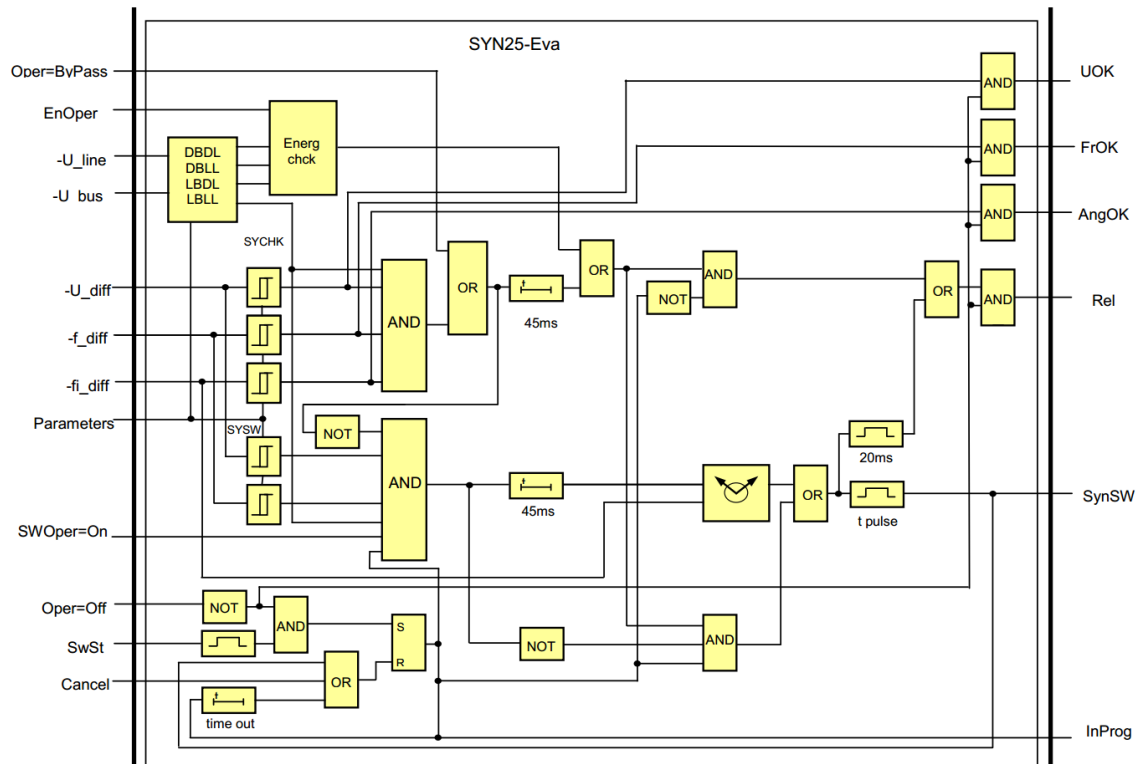 SYN25-Eva
Oper=ByPass
UOK
AND
EnOper
Energ
chck
DBDL
DBLL
LBDL
LBLL
-U_line
FrOK
AND
-U bus
AND
AngOK
SYCHK
OR
OR
AND
-U_diff
NOT
OR
AND
Rel
t
45ms
-f_diff
AND
-fi_diff
Parameters
SYSW
NOT
AND
20ms
t
45ms
OR
t pulse
SynSW
SWOper=On
Oper=Off
NOT
AND
S
R
SwSt
NOT
AND
Cancel
OR
t
time out
InProg